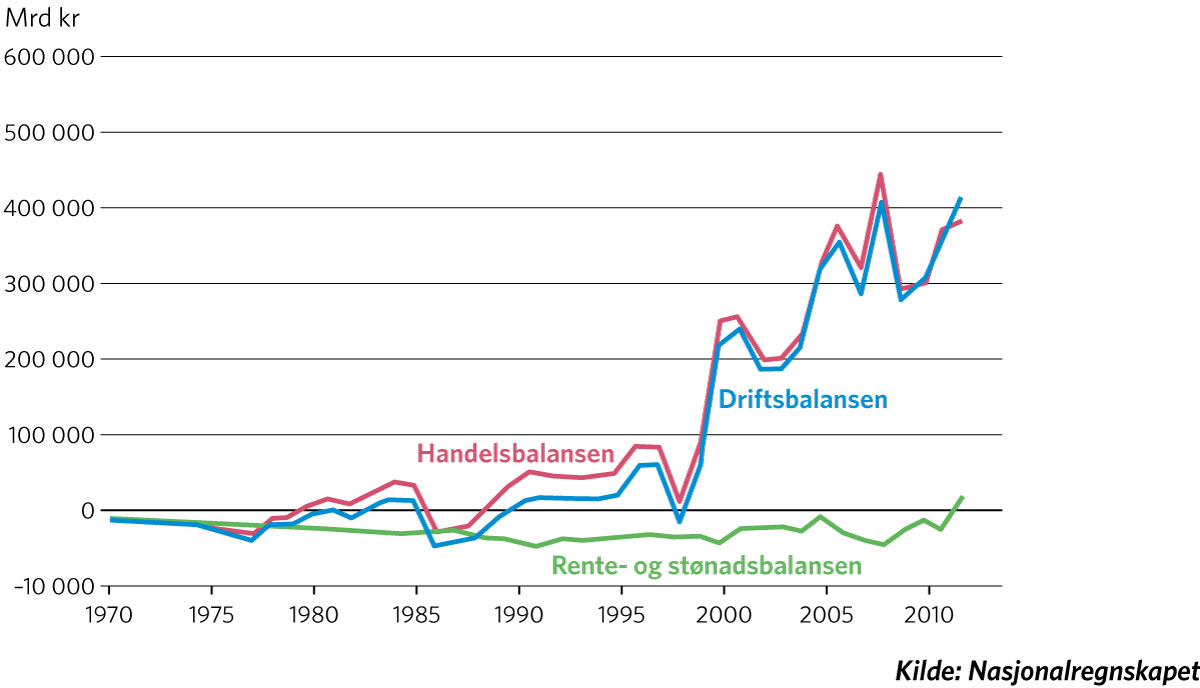 Mrd kr
600 000
500 000
400 000
300 000
200 000
100 000
0
–10 000
Driftsbalansen
Handelsbalansen
Rente- og stønadsbalansen
1970 1975 1980 1985 1990 1995 2000 2005 2010
Kilde: Nasjonalregnskapet